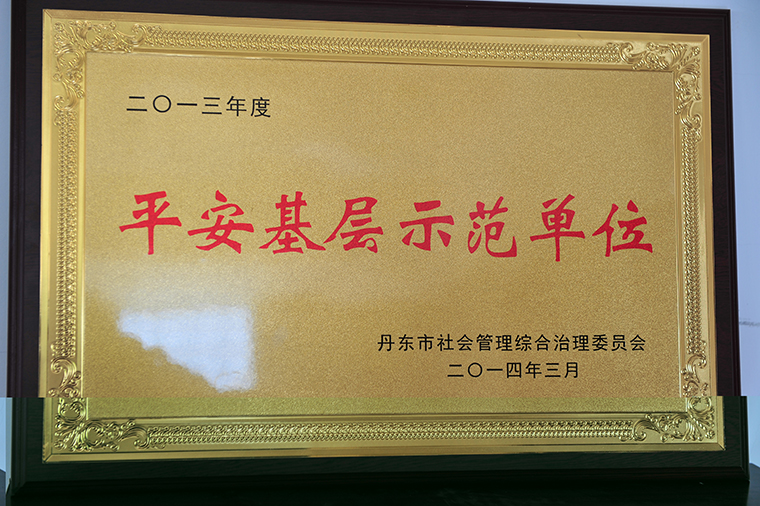 二〇一三年度
平安基层示范单位
丹东市社会管理综合治理委员会
二〇一四年三月